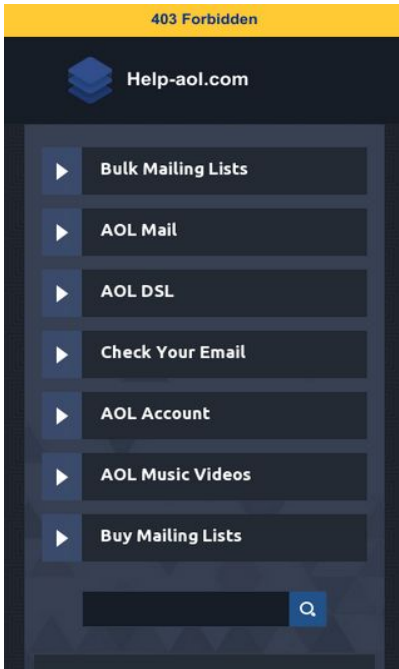 403 Forbidden
Help-aol.com
Bulk Mailing Lists
AOL Mail
AOL DSL
Check Your Email
AOL Account
AOL Music Videos
Buy Mailing Lists